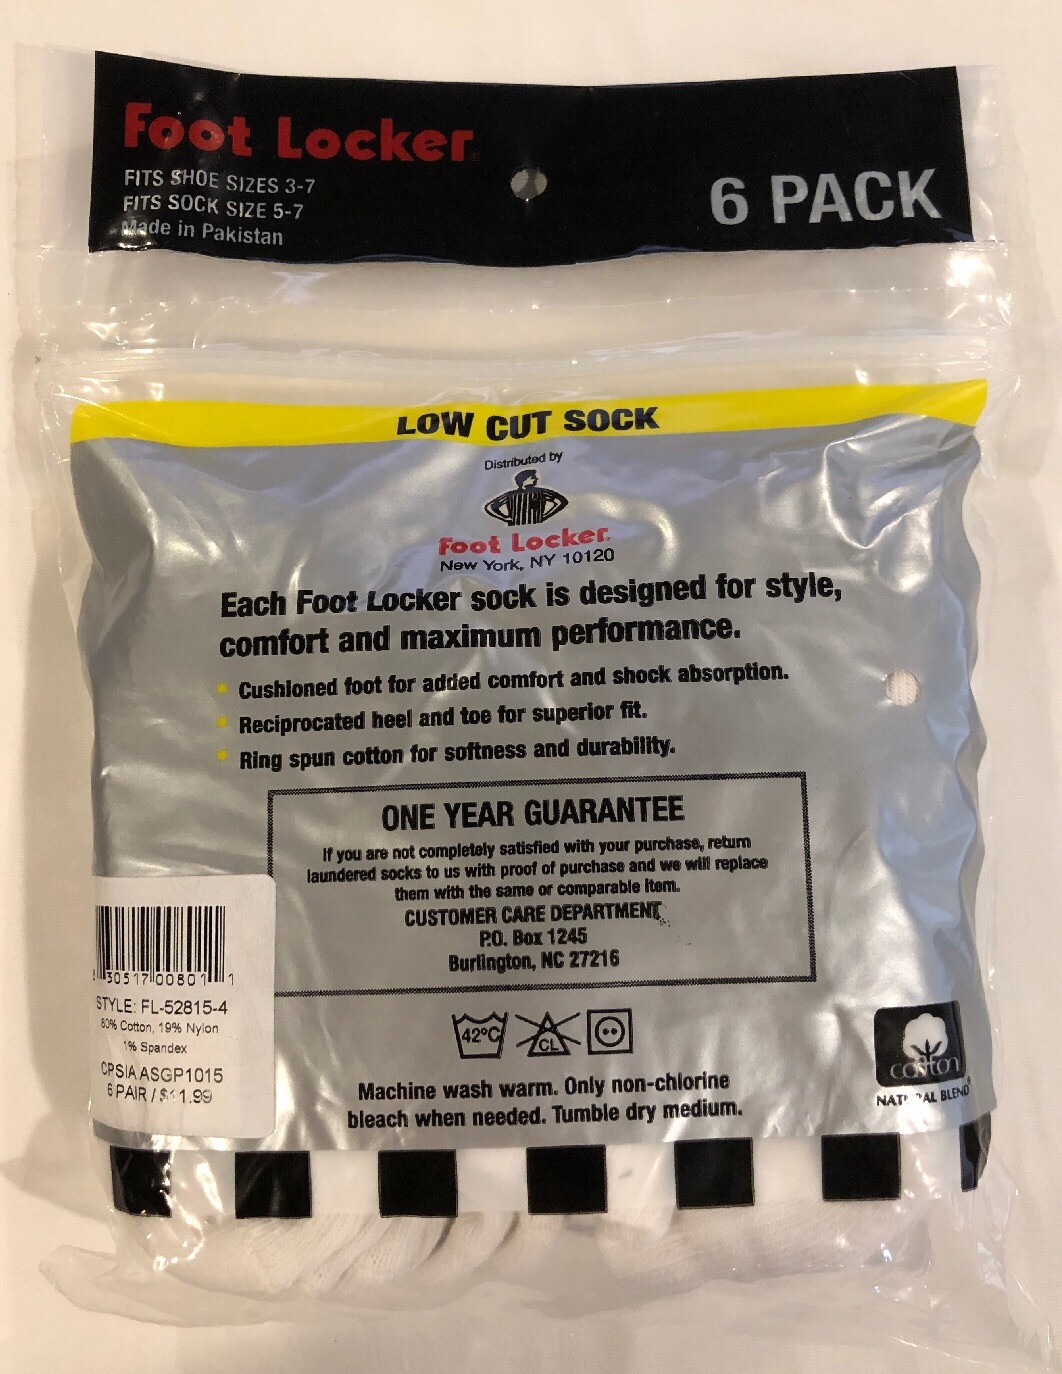 Foot Locker
FITS SHOE SIZES 3-7
FITS SOCK SIZE 5-7
Made in Pakistan
6 PACK
LOW CUT SOCK
Distributed by
Foot Locker
New York, NY 10120
Each Foot Locker sock is designed for style,
comfort and maximum performance.
Cushioned foot for added comfort and shock absorption.
Reciprocated heel and toe for superior fit.
Ring spun cotton for softness and durability.
ONE YEAR GUARANTEE
If you are not completely satisfied with your purchase, return
laundered socks to us with proof of purchase and we will replace
them with the same or comparable item.
CUSTOMER CARE DEPARTMENT
P.O. Box 1245
Burlington, NC 27216
30517 00801 1
STYLE: FL-52815-4
80% Cotton, 19% Nylon
1% Spandex
CPSIA ASGP1015
6 PAIR / $11.99
42°C
CL
Machine wash warm. Only non-chlorine
bleach when needed. Tumble dry medium.
cotton
NATURAL BLEND